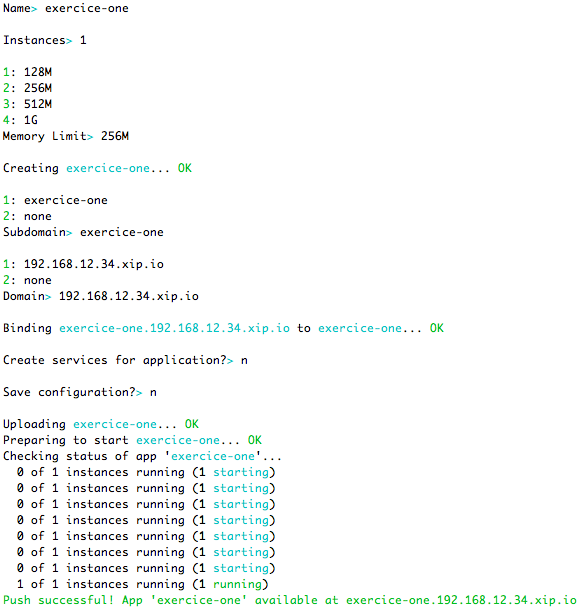 Name> exercice-one
Instances> 1
1: 128M
2: 256M
3: 512M
4: 1G
Memory Limit> 256M
Creating exercice-one... OK
1: exercice-one
2: none
Subdomain> exercice-one
1: 192.168.12.34.xip.io
2: none
Domain> 192.168.12.34.xip.io
Binding exercice-one.192.168.12.34.xip.io to exercice-one... OK
Create services for application?> n
Save configuration?> n
Uploading exercice-one... OK
Preparing to start exercice-one... OK
Checking status of app 'exercice-one'...
0 of 1 instances running (1 starting)
0 of 1 instances running (1 starting)
0 of 1 instances running (1 starting)
0 of 1 instances running (1 starting)
0 of 1 instances running (1 starting)
0 of 1 instances running (1 starting)
0 of 1 instances running (1 starting)
1 of 1 instances running (1 running)
Push successful! App 'exercice-one' available at exercice-one.192.168.12.34.xip.io